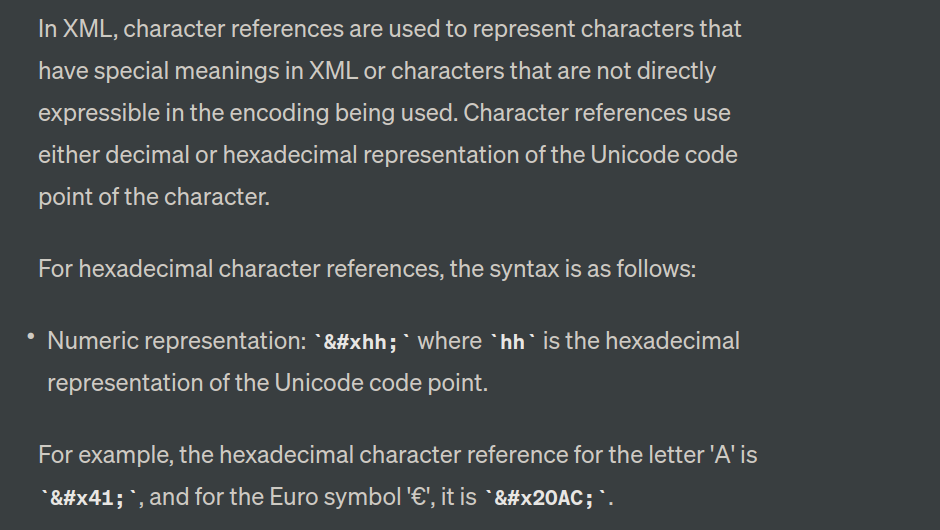 In XML, character references are used to represent characters that
have special meanings in XML or characters that are not directly
expressible in the encoding being used. Character references use
either decimal or hexadecimal representation of the Unicode code
point of the character.
For hexadecimal character references, the syntax is as follows:
• Numeric representation: `&#xhh;` where `hh` is the hexadecimal
representation of the Unicode code point.
For example, the hexadecimal character reference for the letter 'A' is
`&#x41;`, and for the Euro symbol '€', it is `&#x20AC;`.